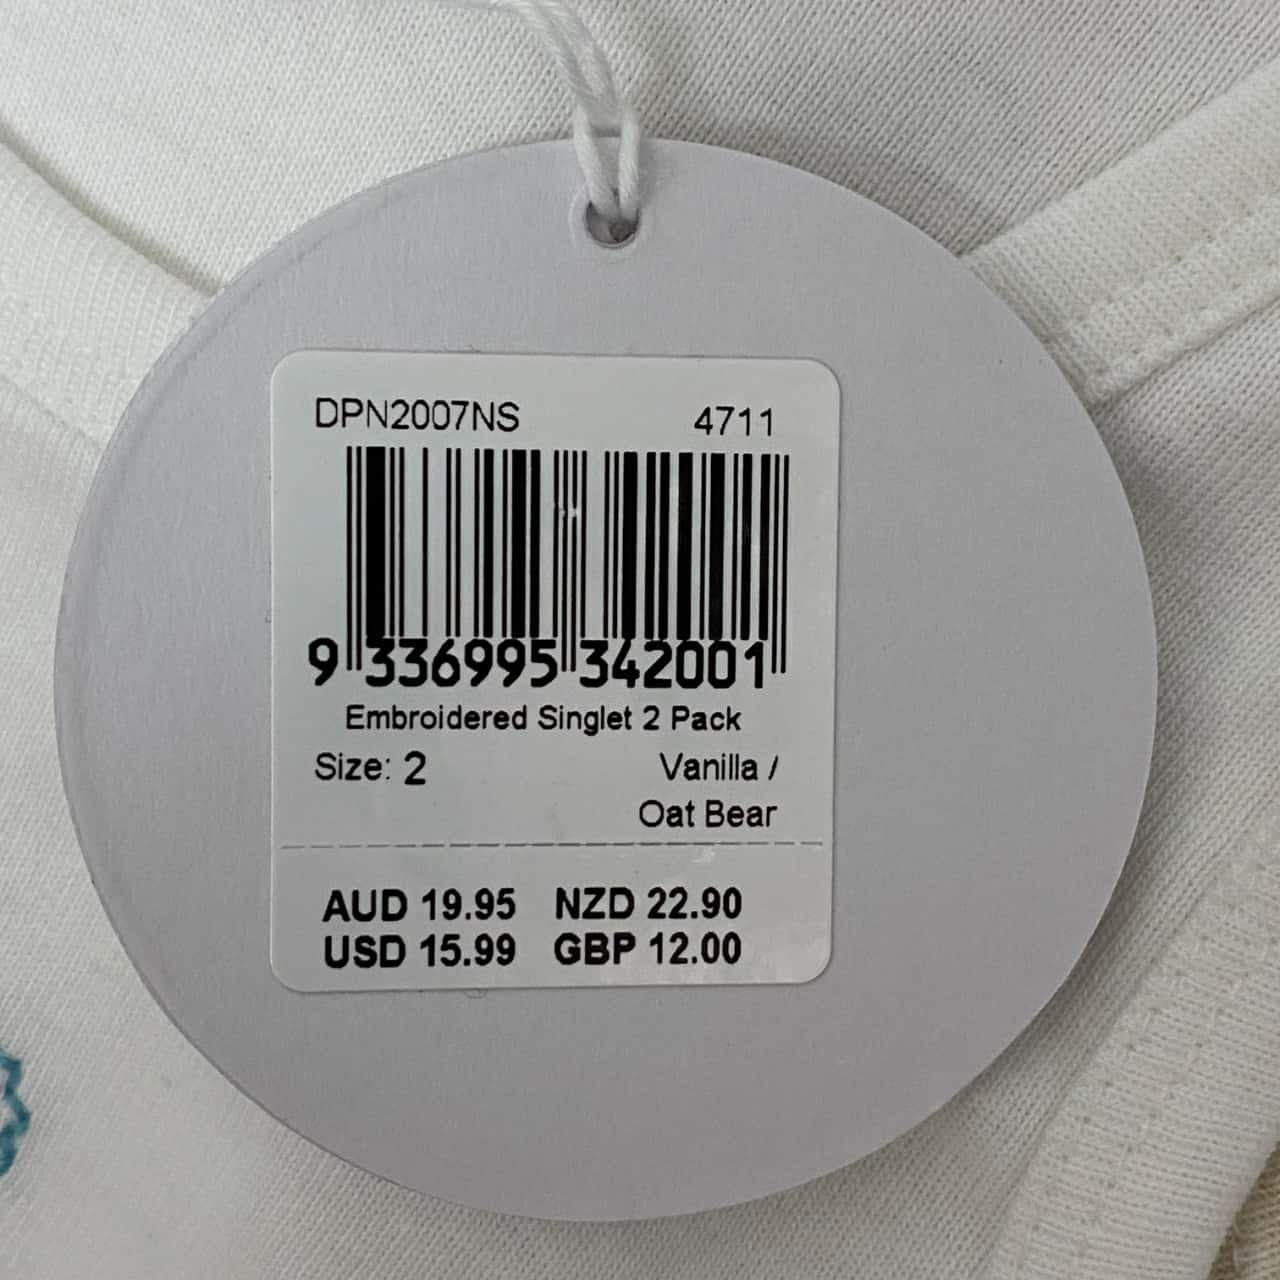 DPN2007NS 4711
9 336995 342001
Embroidered Singlet 2 Pack
Size: 2 Vanilla /
Oat Bear
AUD 19.95 NZD 22.90
USD 15.99 GBP 12.00